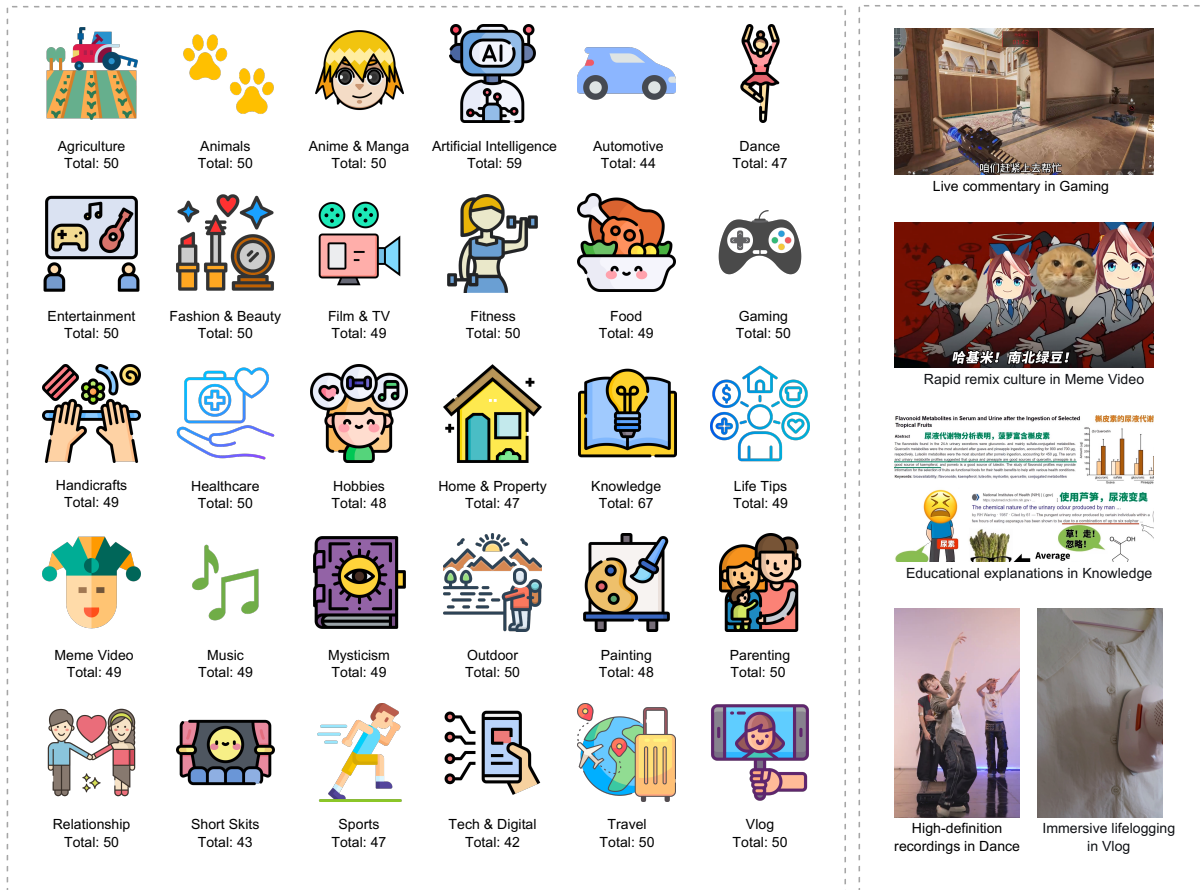 AI
Agriculture
Total: 50
Animals
Total: 50
Anime & Manga
Total: 50
Artificial Intelligence
Total: 59
Automotive
Total: 44
Dance
Total: 47
Entertainment
Total: 50
Fashion & Beauty
Total: 50
Film & TV
Total: 49
Fitness
Total: 50
Food
Total: 49
Gaming
Total: 50
Handicrafts
Total: 49
Healthcare
Total: 50
Hobbies
Total: 48
Home & Property
Total: 47
Knowledge
Total: 67
Life Tips
Total: 49
Meme Video
Total: 49
Music
Total: 49
Mysticism
Total: 49
Outdoor
Total: 50
Painting
Total: 48
Parenting
Total: 50
Relationship
Total: 50
Short Skits
Total: 43
Sports
Total: 47
Tech & Digital
Total: 42
Travel
Total: 50
Vlog
Total: 50
咱们赶紧上去帮忙
Live commentary in Gaming
哈基米！南北绿豆！
Rapid remix culture in Meme Video
Flavonoid Metabolites in Serum and Urine after the Ingestion of Selected
Tropical Fruits
槲皮素的尿液代谢
Abstract
尿液代谢物分析表明，菠萝富含槲皮素
National Institutes of Health (NIH) (.gov)
使用芦笋，尿液变臭
The chemical nature of the urinary odour produced by man ...
尿素
草！走！
忽略！
Average
Educational explanations in Knowledge
High-definition
recordings in Dance
Immersive lifelogging
in Vlog